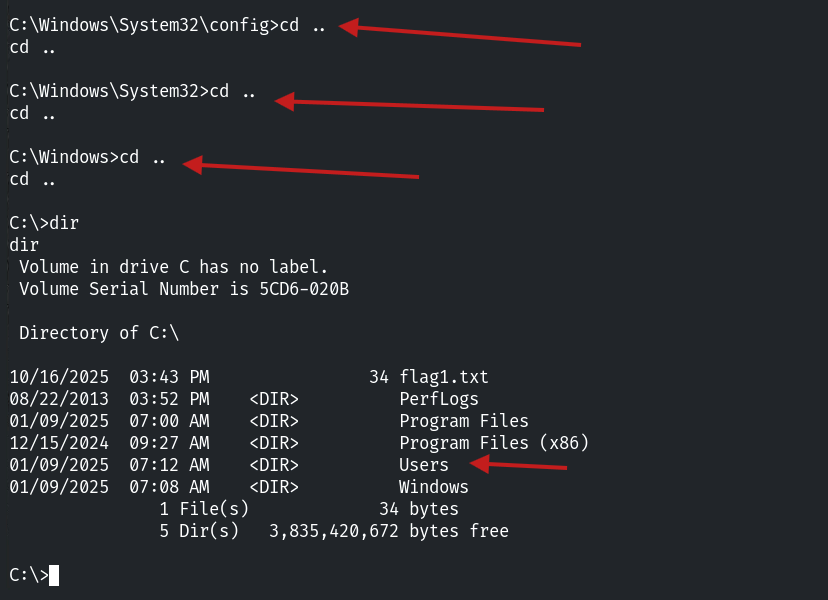 C:\Windows\System32\config>cd ..
cd ..
C:\Windows\System32>cd ..
cd ..
C:\Windows>cd ..
cd ..
C:\>dir
dir
 Volume in drive C has no label.
 Volume Serial Number is 5CD6-020B
 Directory of C:\
10/16/2025  03:43 PM                34 flag1.txt
08/22/2013  03:52 PM    <DIR>          PerfLogs
01/09/2025  07:00 AM    <DIR>          Program Files
12/15/2024  09:27 AM    <DIR>          Program Files (x86)
01/09/2025  07:12 AM    <DIR>          Users
01/09/2025  07:08 AM    <DIR>          Windows
               1 File(s)             34 bytes
               5 Dir(s)   3,835,420,672 bytes free
C:\>